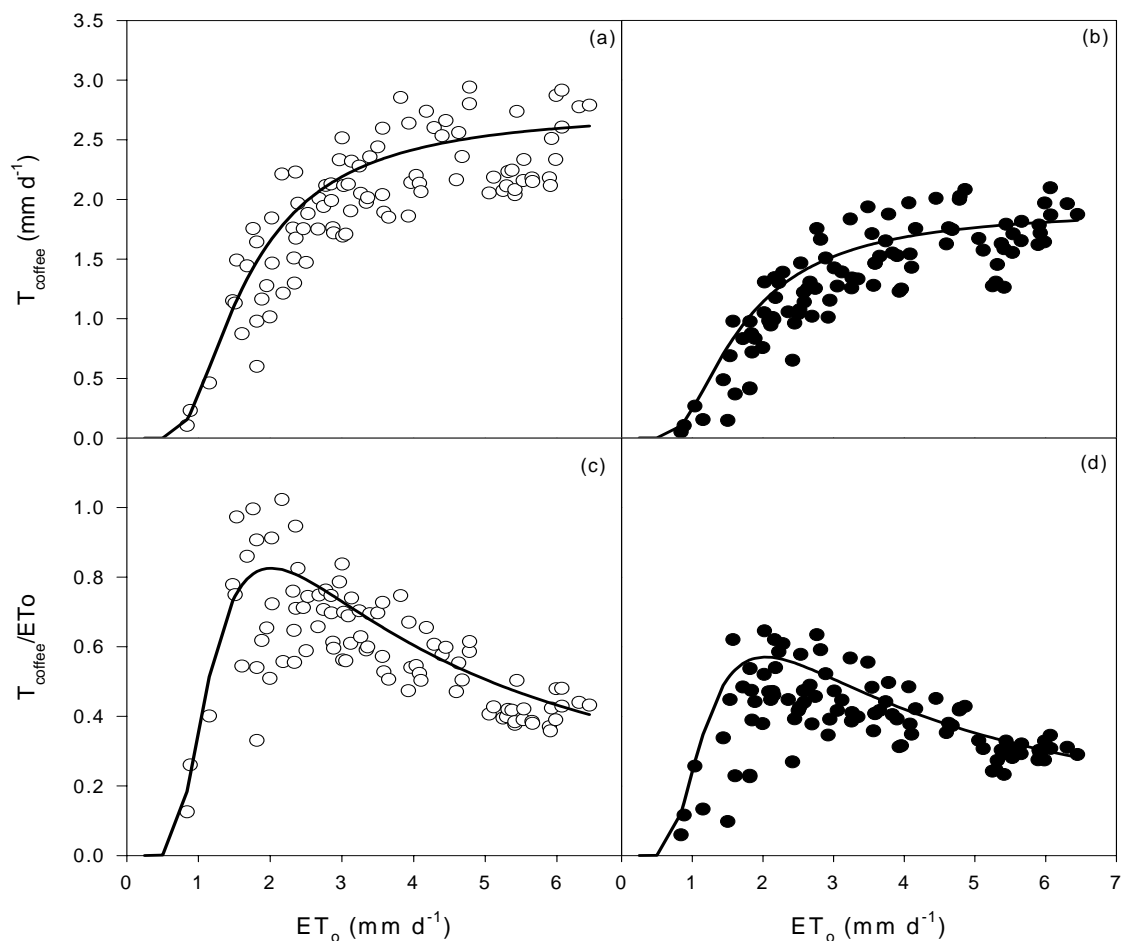 3.5
3.0
2.5
2.0
1.5
1.0
0.5
0.0
T_coffee (mm d⁻¹)
(a)
(b)
1.0
0.8
0.6
0.4
0.2
0.0
T_coffee/ETo
(c)
(d)
0 1 2 3 4 5 6
0 1 2 3 4 5 6 7
ET_o (mm d⁻¹)
ET_o (mm d⁻¹)